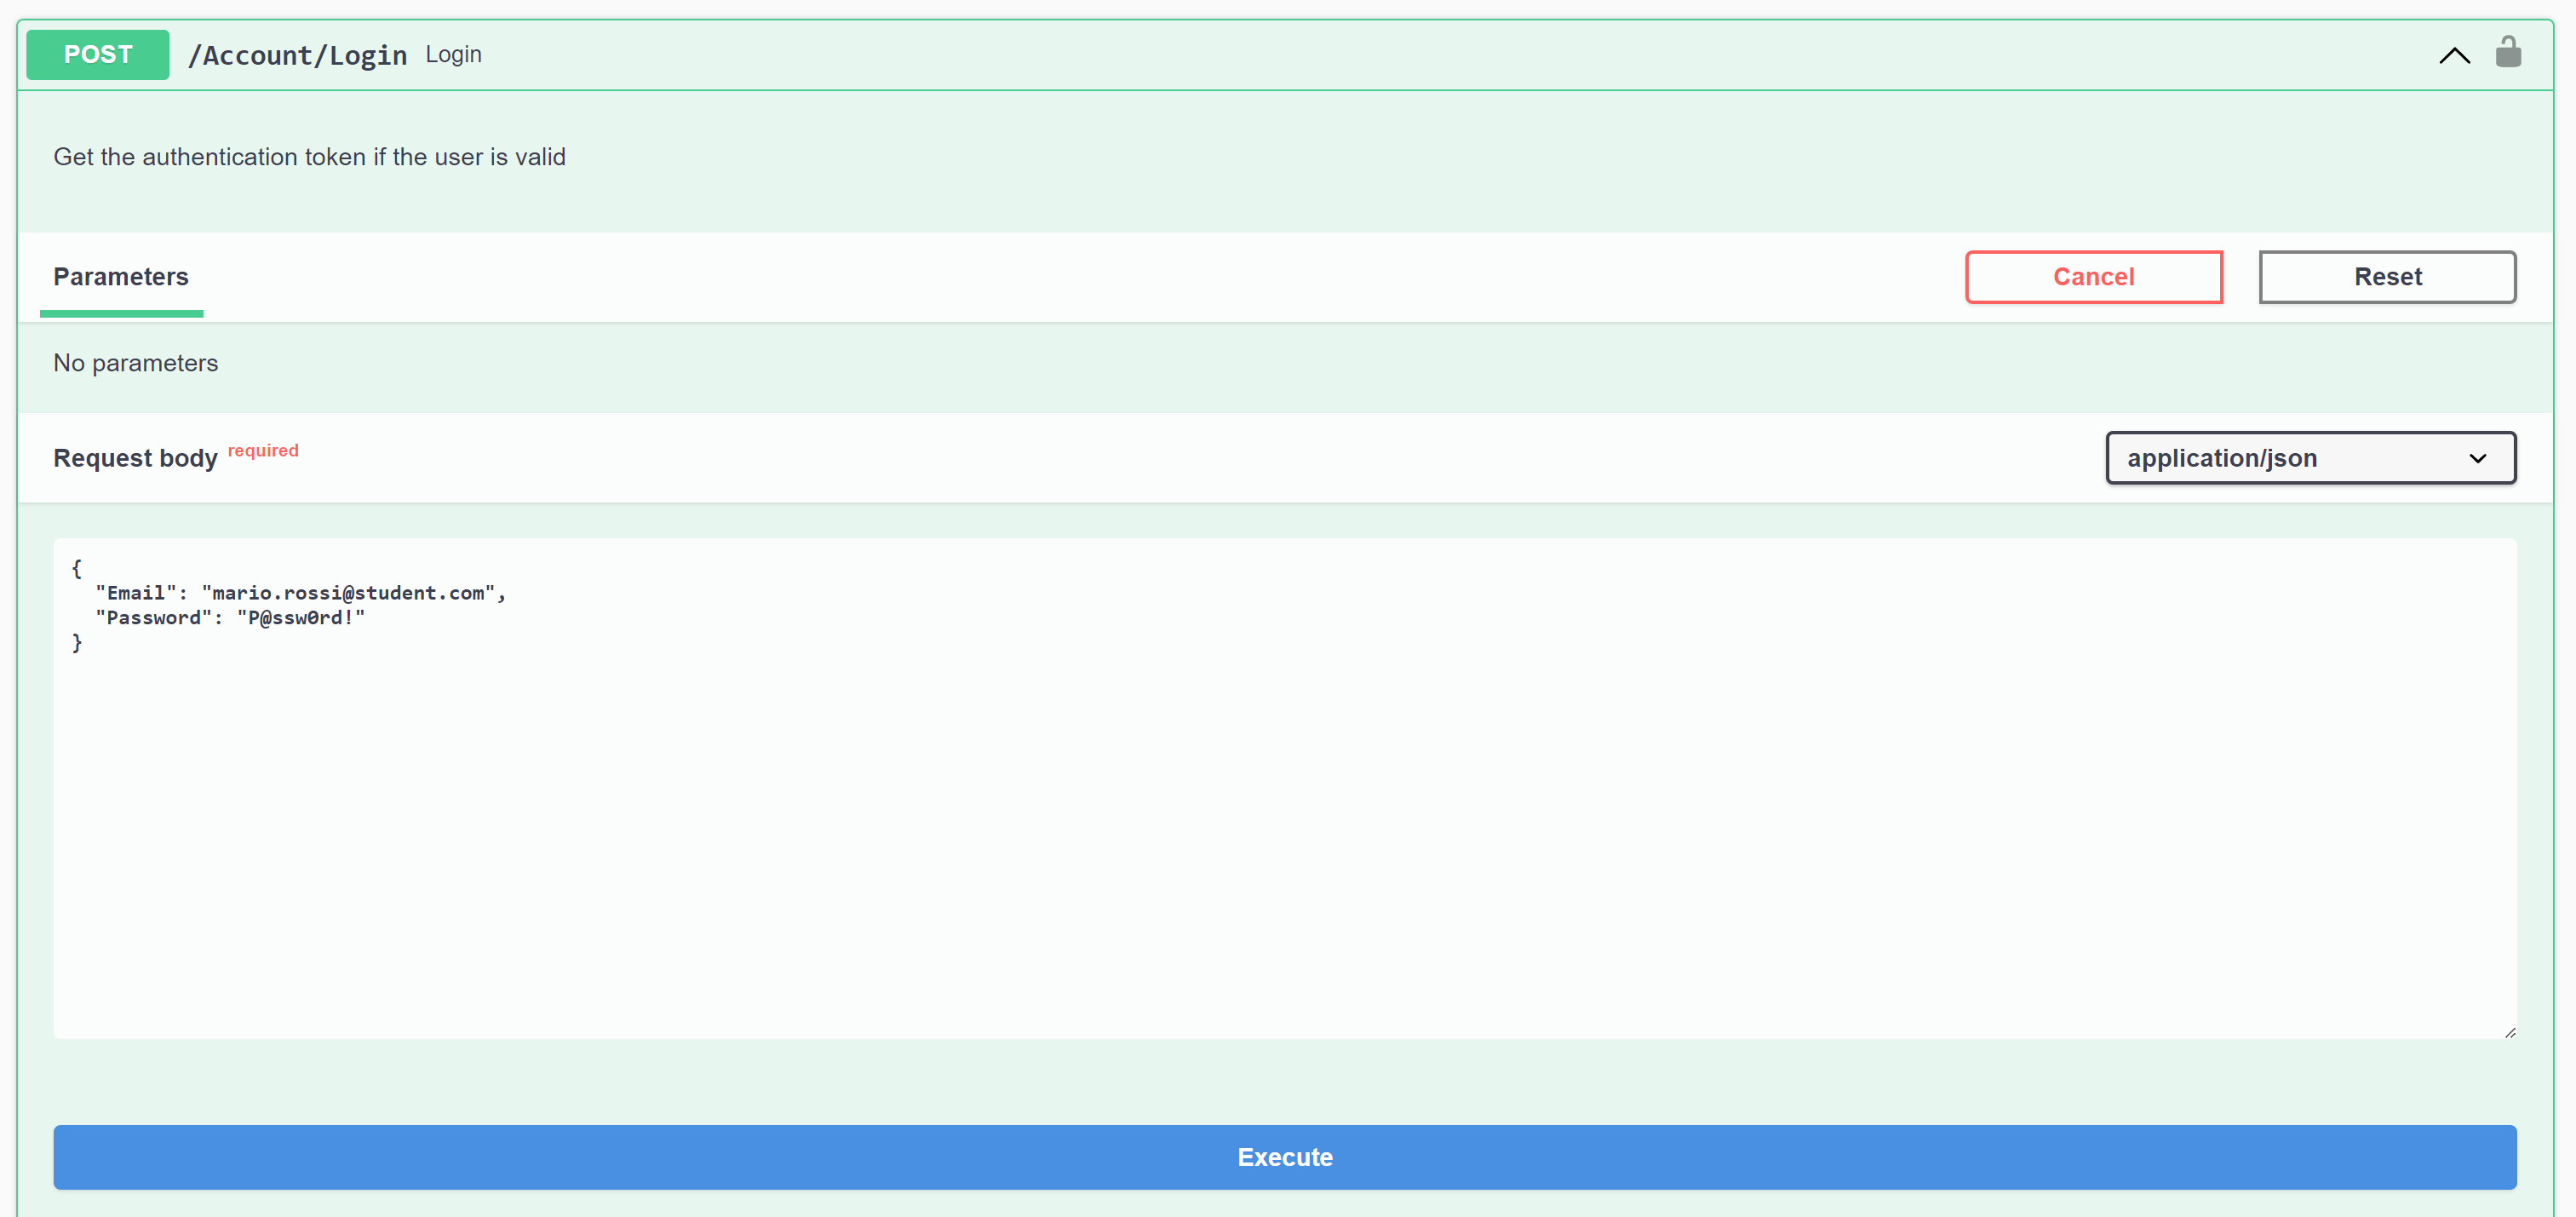 POST /Account/Login Login
Get the authentication token if the user is valid
Parameters Cancel Reset
No parameters
Request body required application/json
{
  "Email": "mario.rossi@student.com",
  "Password": "P@ssw0rd!"
}
Execute